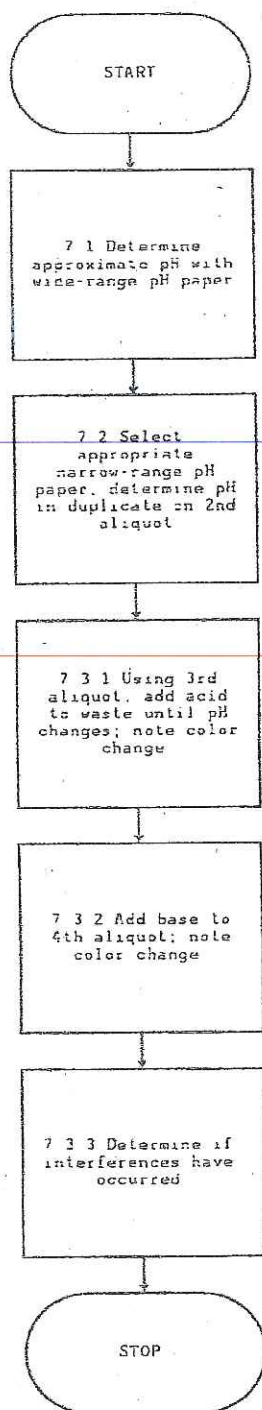 START
7 1 Determine
approximate pH with
wide-range pH paper
7 2 Select
appropriate
narrow-range pH
paper, determine pH
in duplicate on 2nd
aliquot
7 3 1 Using 3rd
aliquot, add acid
to waste until pH
changes; note color
change
7 3 2 Add base to
4th aliquot; note
color change
7 3 3 Determine if
interferences have
occurred
STOP